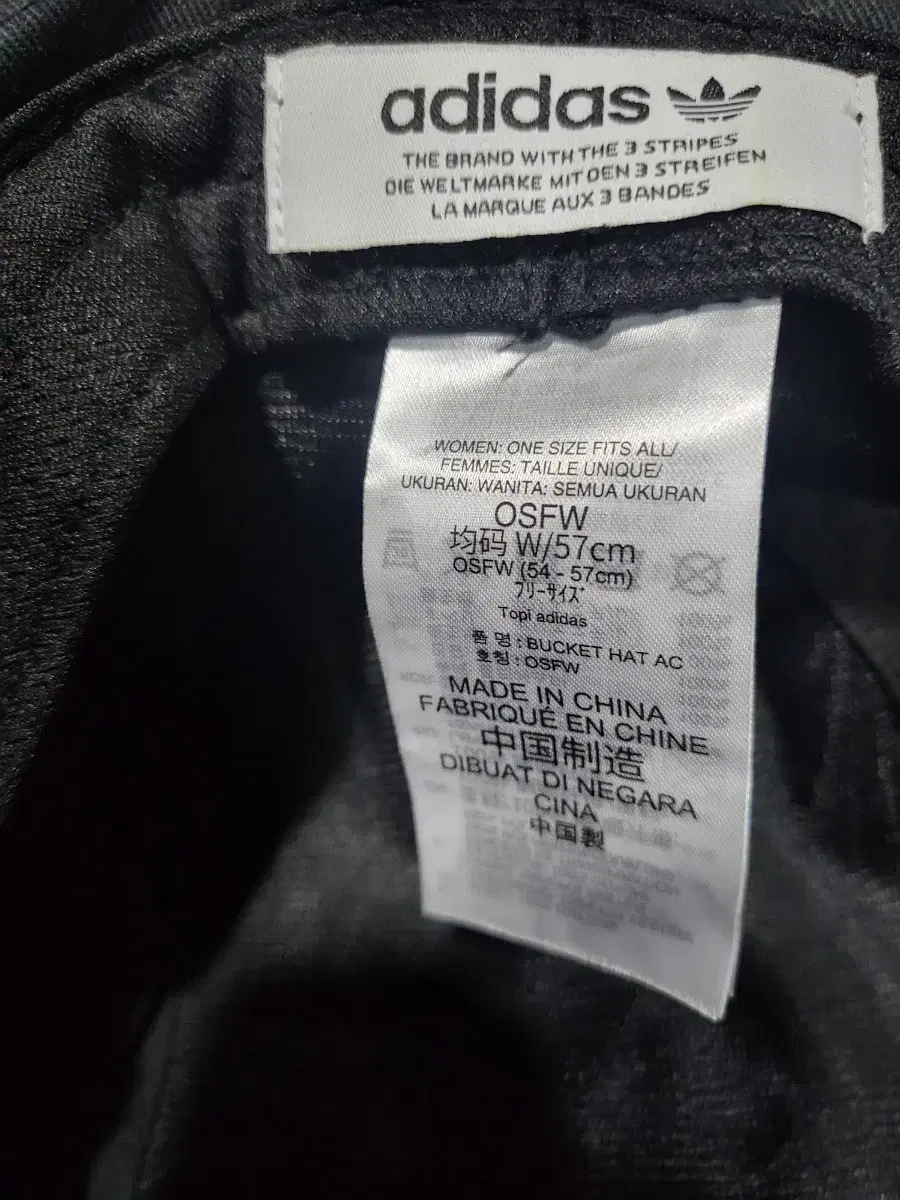 adidas
THE BRAND WITH THE 3 STRIPES
DIE WELTMARKE MIT DEN 3 STREIFEN
LA MARQUE AUX 3 BANDES
WOMEN: ONE SIZE FITS ALL/
FEMMES: TAILLE UNIQUE/
UKURAN: WANITA: SEMUA UKURAN
OSFW
均码 W/57cm
OSFW (54 - 57cm)
フリーサイズ
Topi adidas
품 명 : BUCKET HAT AC
호칭 : OSFW
MADE IN CHINA
FABRIQUÉ EN CHINE
中国制造
DIBUAT DI NEGARA
CINA
中国製